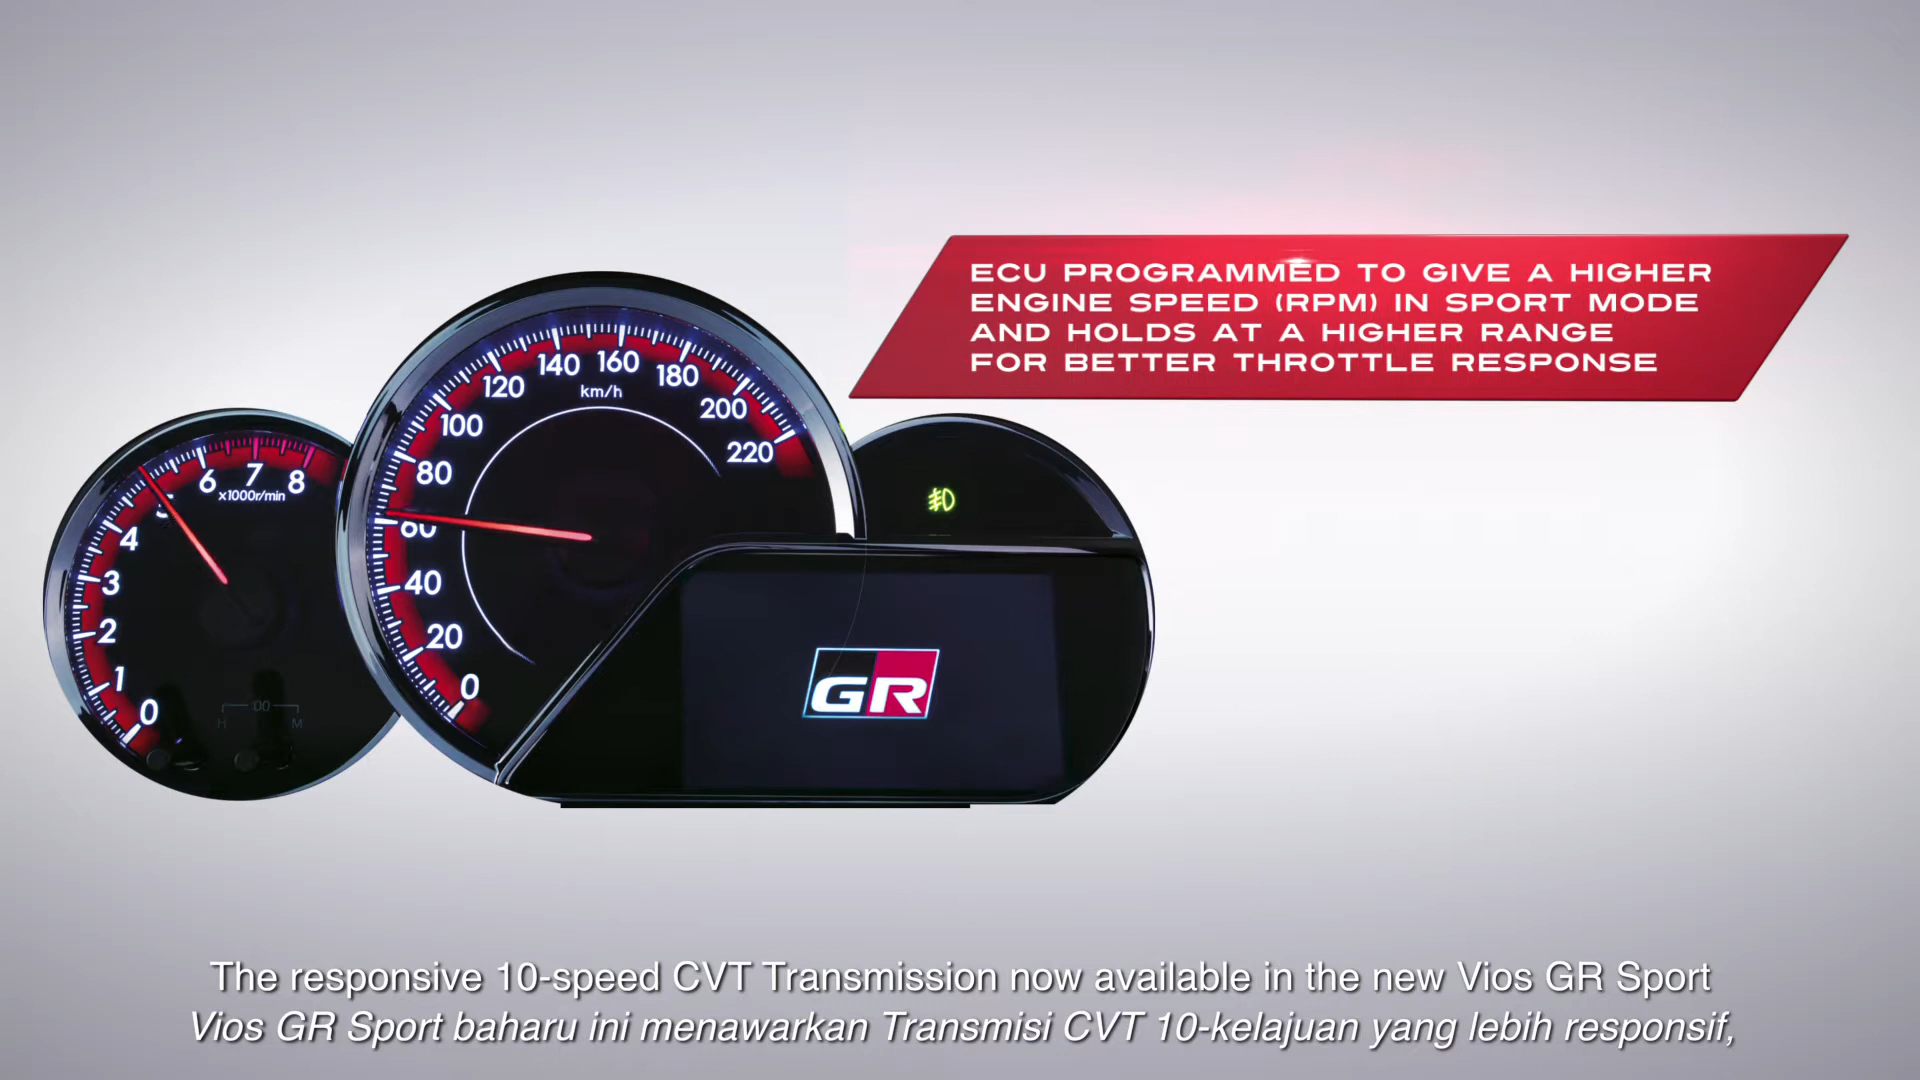 ECU PROGRAMMED TO GIVE A HIGHER
ENGINE SPEED (RPM) IN SPORT MODE
AND HOLDS AT A HIGHER RANGE
FOR BETTER THROTTLE RESPONSE
0
1
2
3
4
5
6
7
8
x1000r/min
H
100
M
0
20
40
60
80
100
120
140
160
180
200
220
km/h
GR
The responsive 10-speed CVT Transmission now available in the new Vios GR Sport
Vios GR Sport baharu ini menawarkan Transmisi CVT 10-kelajuan yang lebih responsif,